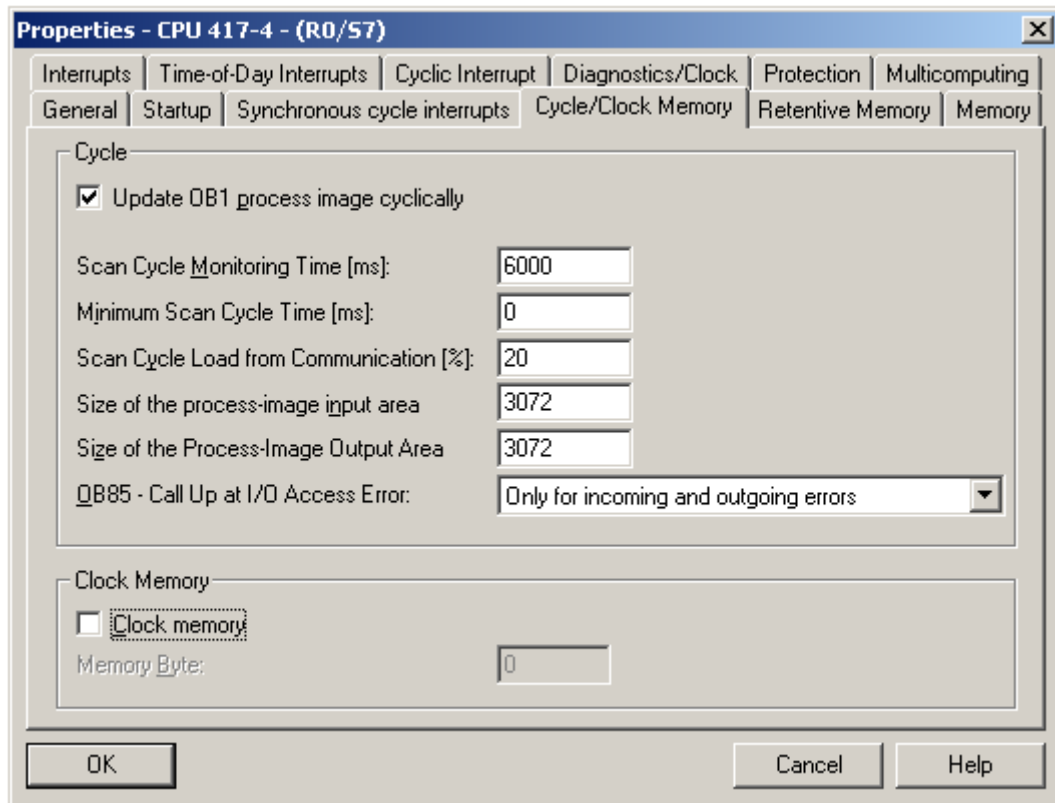 Properties - CPU 417-4 - (R0/S7)
Interrupts Time-of-Day Interrupts Cyclic Interrupt Diagnostics/Clock Protection Multicomputing
General Startup Synchronous cycle interrupts Cycle/Clock Memory Retentive Memory Memory
Cycle
Update OB1 process image cyclically
Scan Cycle Monitoring Time [ms]: 6000
Minimum Scan Cycle Time [ms]: 0
Scan Cycle Load from Communication [%]: 20
Size of the process-image input area 3072
Size of the Process-Image Output Area 3072
OB85 - Call Up at I/O Access Error: Only for incoming and outgoing errors
Clock Memory
Clock memory
Memory Byte: 0
OK Cancel Help